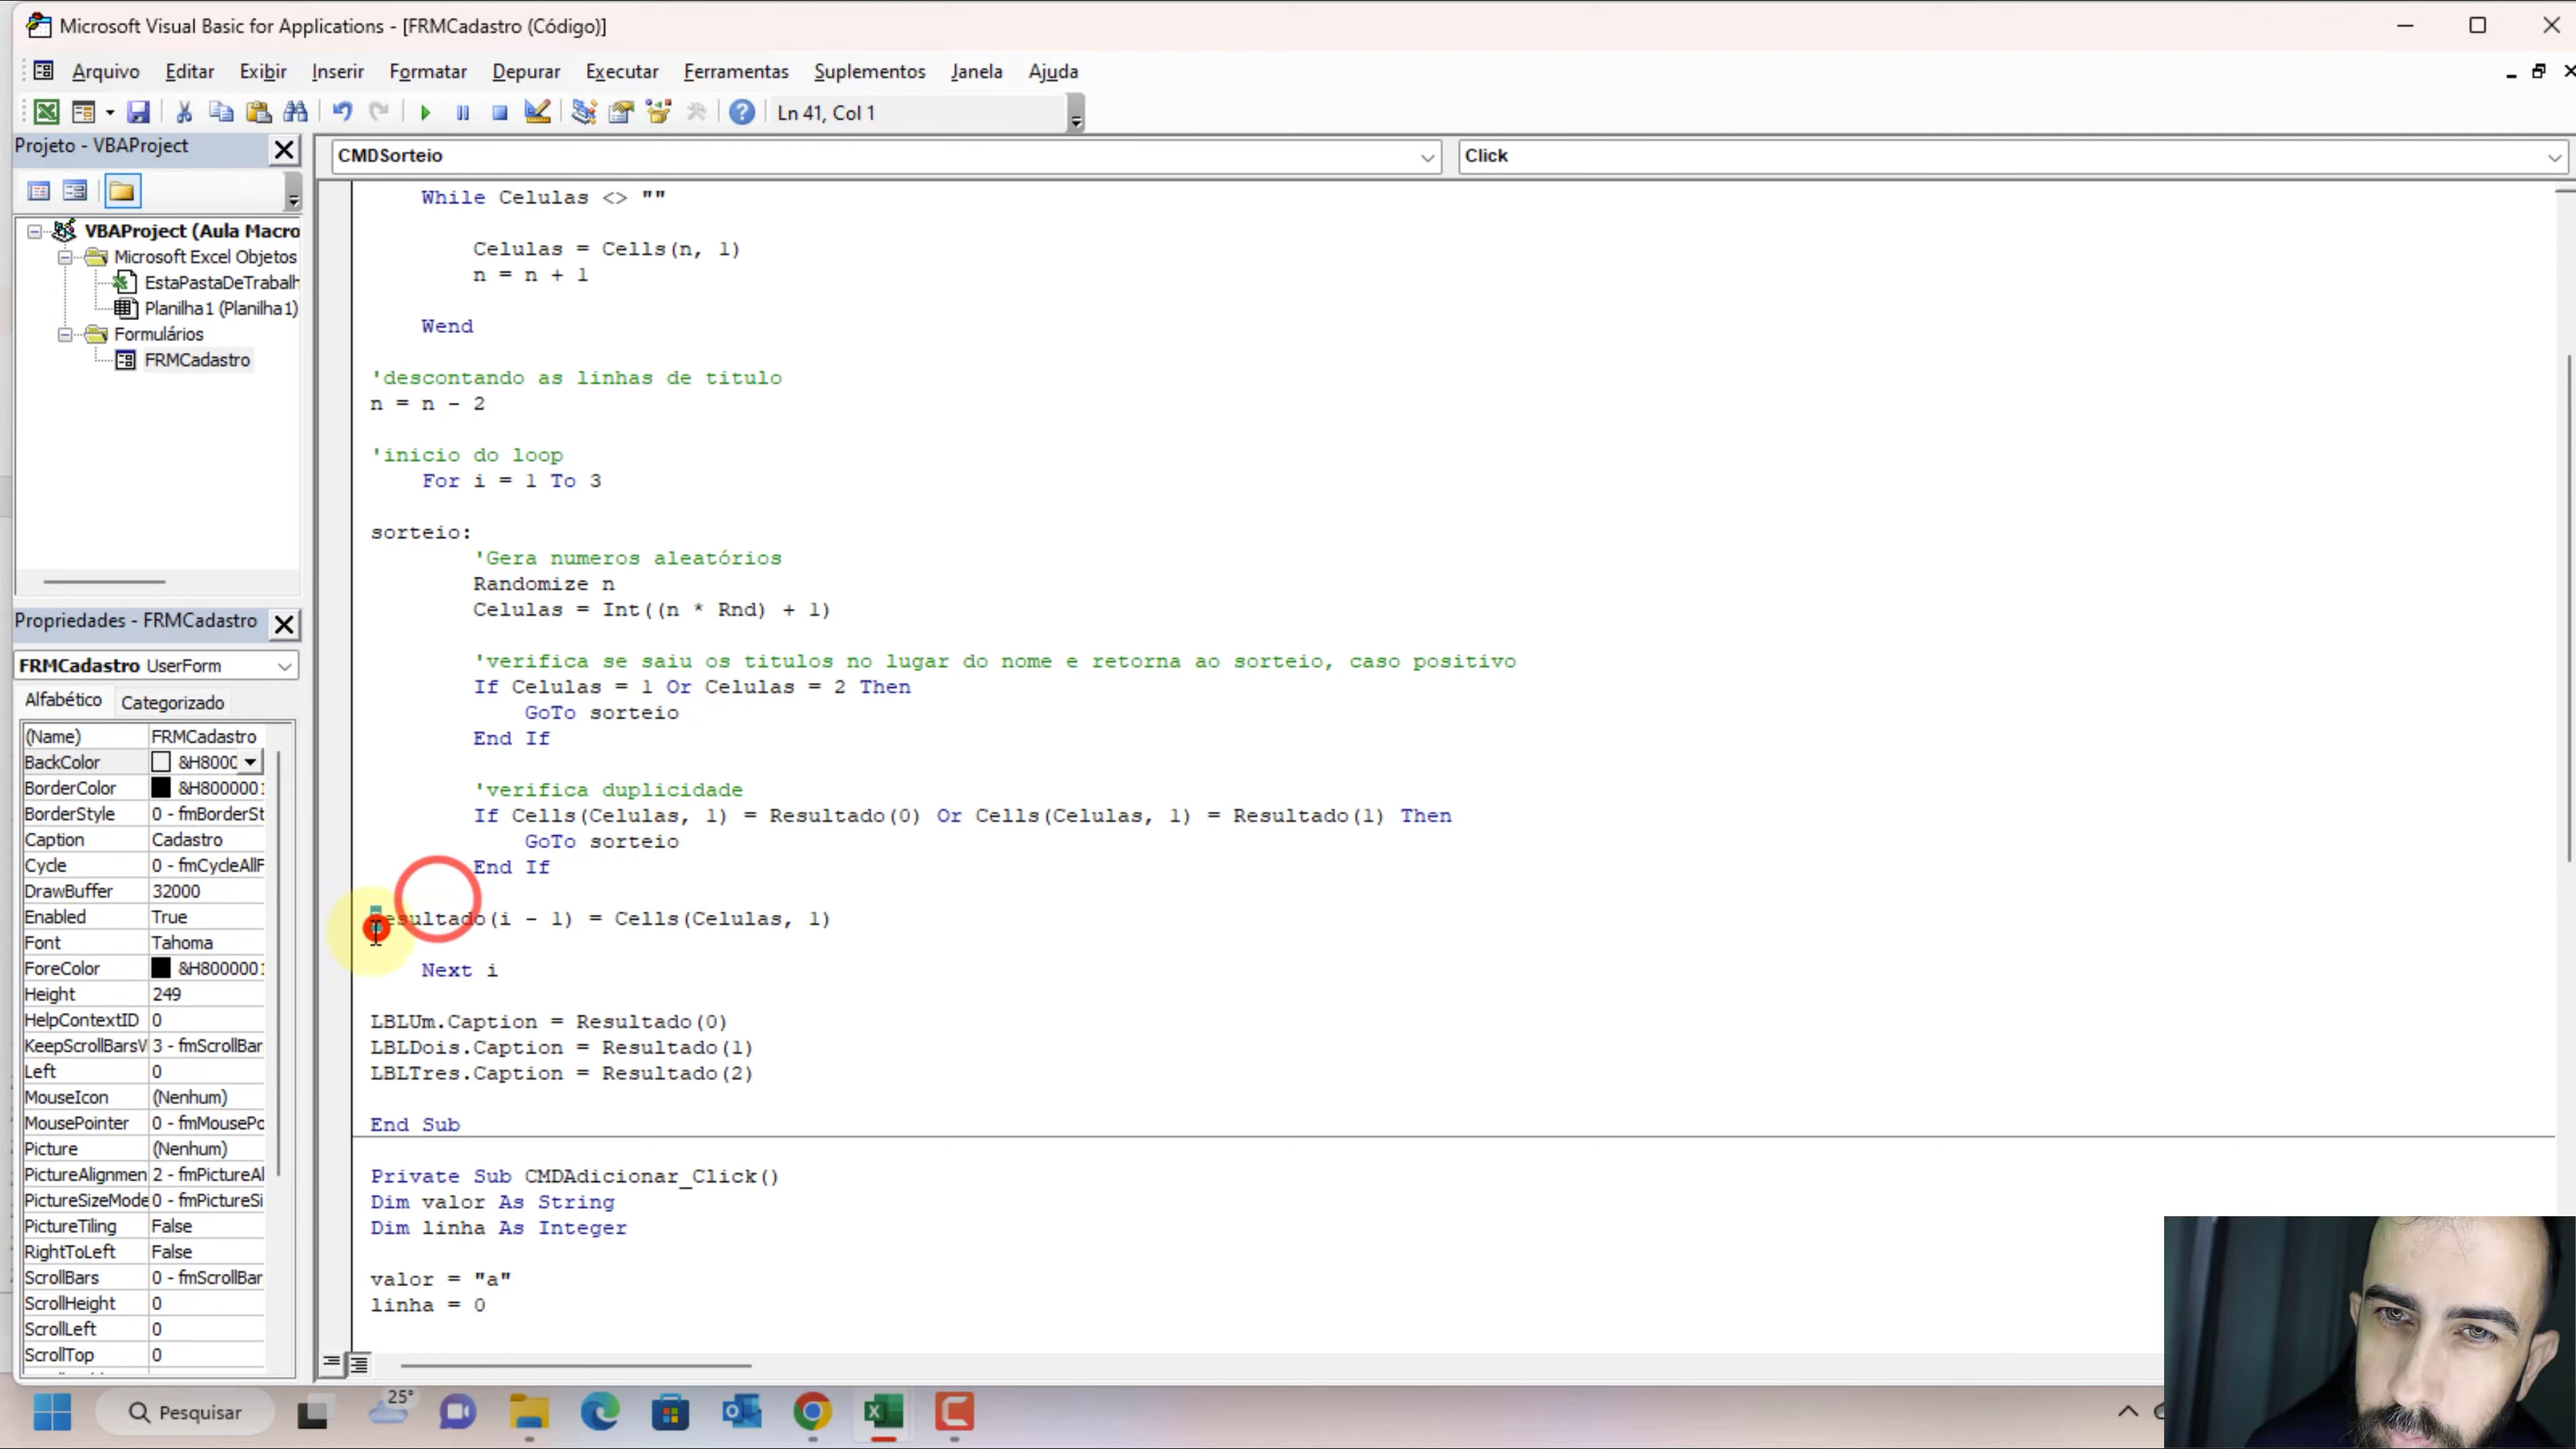 Microsoft Visual Basic for Applications - [FRMCadastro (Código)]
Arquivo Editar Exibir Inserir Formatar Depurar Executar Ferramentas Suplementos Janela Ajuda
Ln 41, Col 1
Projeto - VBAProject
VBAProject (Aula Macro
Microsoft Excel Objetos
EstaPastaDeTrabalh
Planilha1 (Planilha1)
Formulários
FRMCadastro
Propriedades - FRMCadastro
FRMCadastro UserForm
Alfabético Categorizado
(Name) FRMCadastro
BackColor &H8000
BorderColor &H8000001
BorderStyle 0 - fmBorderSt
Caption Cadastro
Cycle 0 - fmCycleAllF
DrawBuffer 32000
Enabled True
Font Tahoma
ForeColor &H8000001
Height 249
HelpContextID 0
KeepScrollBarsV 3 - fmScrollBar
Left 0
MouseIcon (Nenhum)
MousePointer 0 - fmMousePo
Picture (Nenhum)
PictureAlignmen 2 - fmPictureAl
PictureSizeMode 0 - fmPictureSi
PictureTiling False
RightToLeft False
ScrollBars 0 - fmScrollBar
ScrollHeight 0
ScrollLeft 0
ScrollTop 0
CMDSorteio Click
While Celulas <> ""
Celulas = Cells(n, 1)
n = n + 1
Wend
'descontando as linhas de titulo
n = n - 2
'inicio do loop
For i = 1 To 3
sorteio:
'Gera numeros aleatórios
Randomize n
Celulas = Int((n * Rnd) + 1)
'verifica se saiu os titulos no lugar do nome e retorna ao sorteio, caso positivo
If Celulas = 1 Or Celulas = 2 Then
GoTo sorteio
End If
'verifica duplicidade
If Cells(Celulas, 1) = Resultado(0) Or Cells(Celulas, 1) = Resultado(1) Then
GoTo sorteio
End If
Resultado(i - 1) = Cells(Celulas, 1)
Next i
LBLUm.Caption = Resultado(0)
LBLDois.Caption = Resultado(1)
LBLTres.Caption = Resultado(2)
End Sub
Private Sub CMDAdicionar_Click()
Dim valor As String
Dim linha As Integer
valor = "a"
linha = 0
Pesquisar
25°